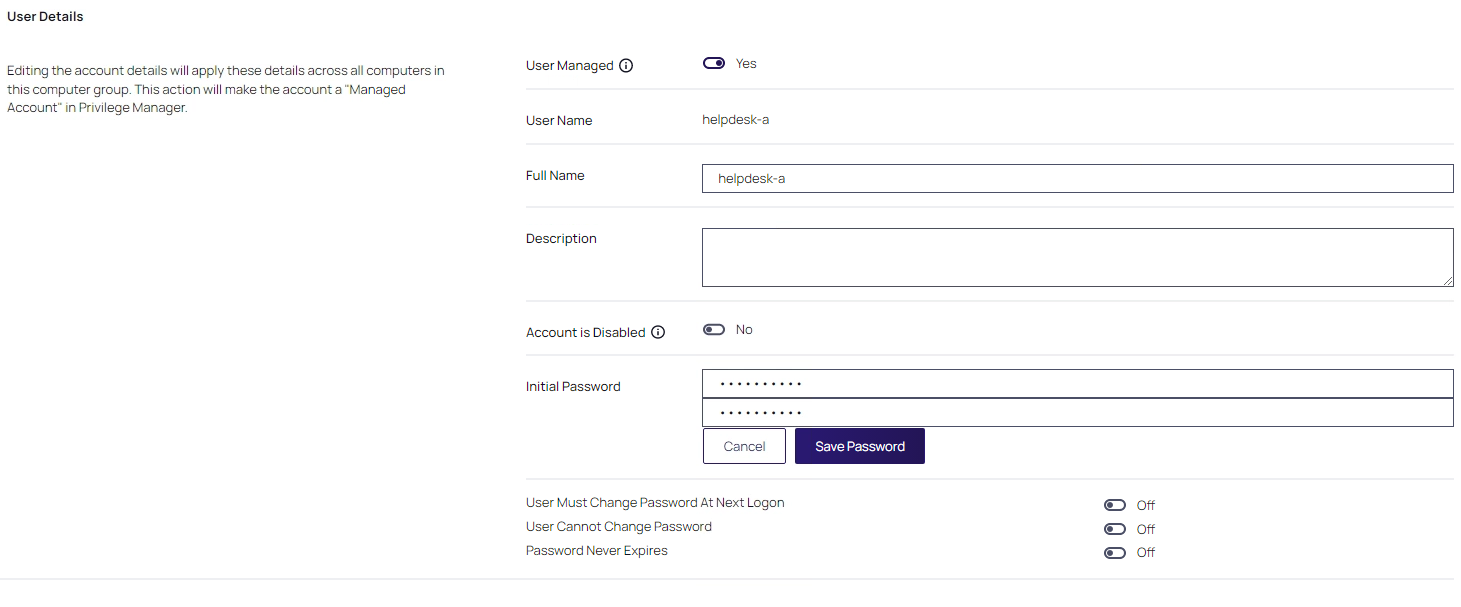 User Details
Editing the account details will apply these details across all computers in
this computer group. This action will make the account a "Managed
Account" in Privilege Manager.
User Managed Yes
User Name helpdesk-a
Full Name helpdesk-a
Description
Account is Disabled No
Initial Password ••••••••••
••••••••••
Cancel Save Password
User Must Change Password At Next Logon Off
User Cannot Change Password Off
Password Never Expires Off